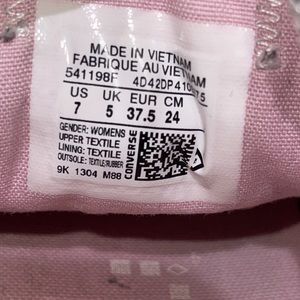 MADE IN VIETNAM
FABRIQUE AU VIETNAM
541198F
US UK EUR CM
7 5 37.5 24
GENDER: WOMENS
UPPER: TEXTILE
LINING: TEXTILE
OUTSOLE: TEXTILE/RUBBER
9K 1304 M88
CONVERSE